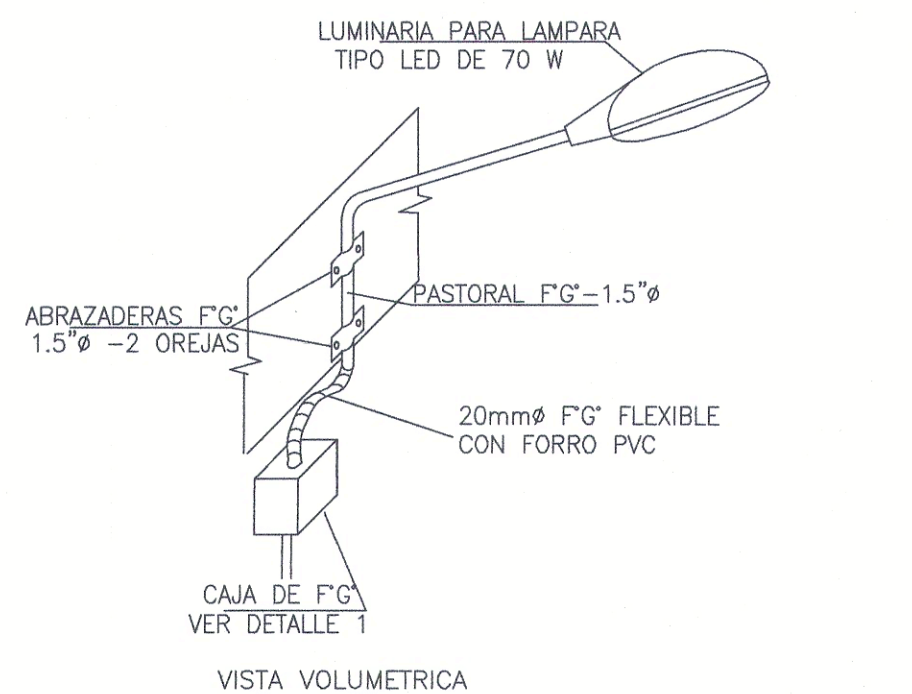 LUMINARIA PARA LAMPARA
TIPO LED DE 70 W
PASTORAL F°G°-1.5"ø
ABRAZADERAS F°G°
1.5"ø -2 OREJAS
20mmø F°G° FLEXIBLE
CON FORRO PVC
CAJA DE F°G°
VER DETALLE 1
VISTA VOLUMETRICA